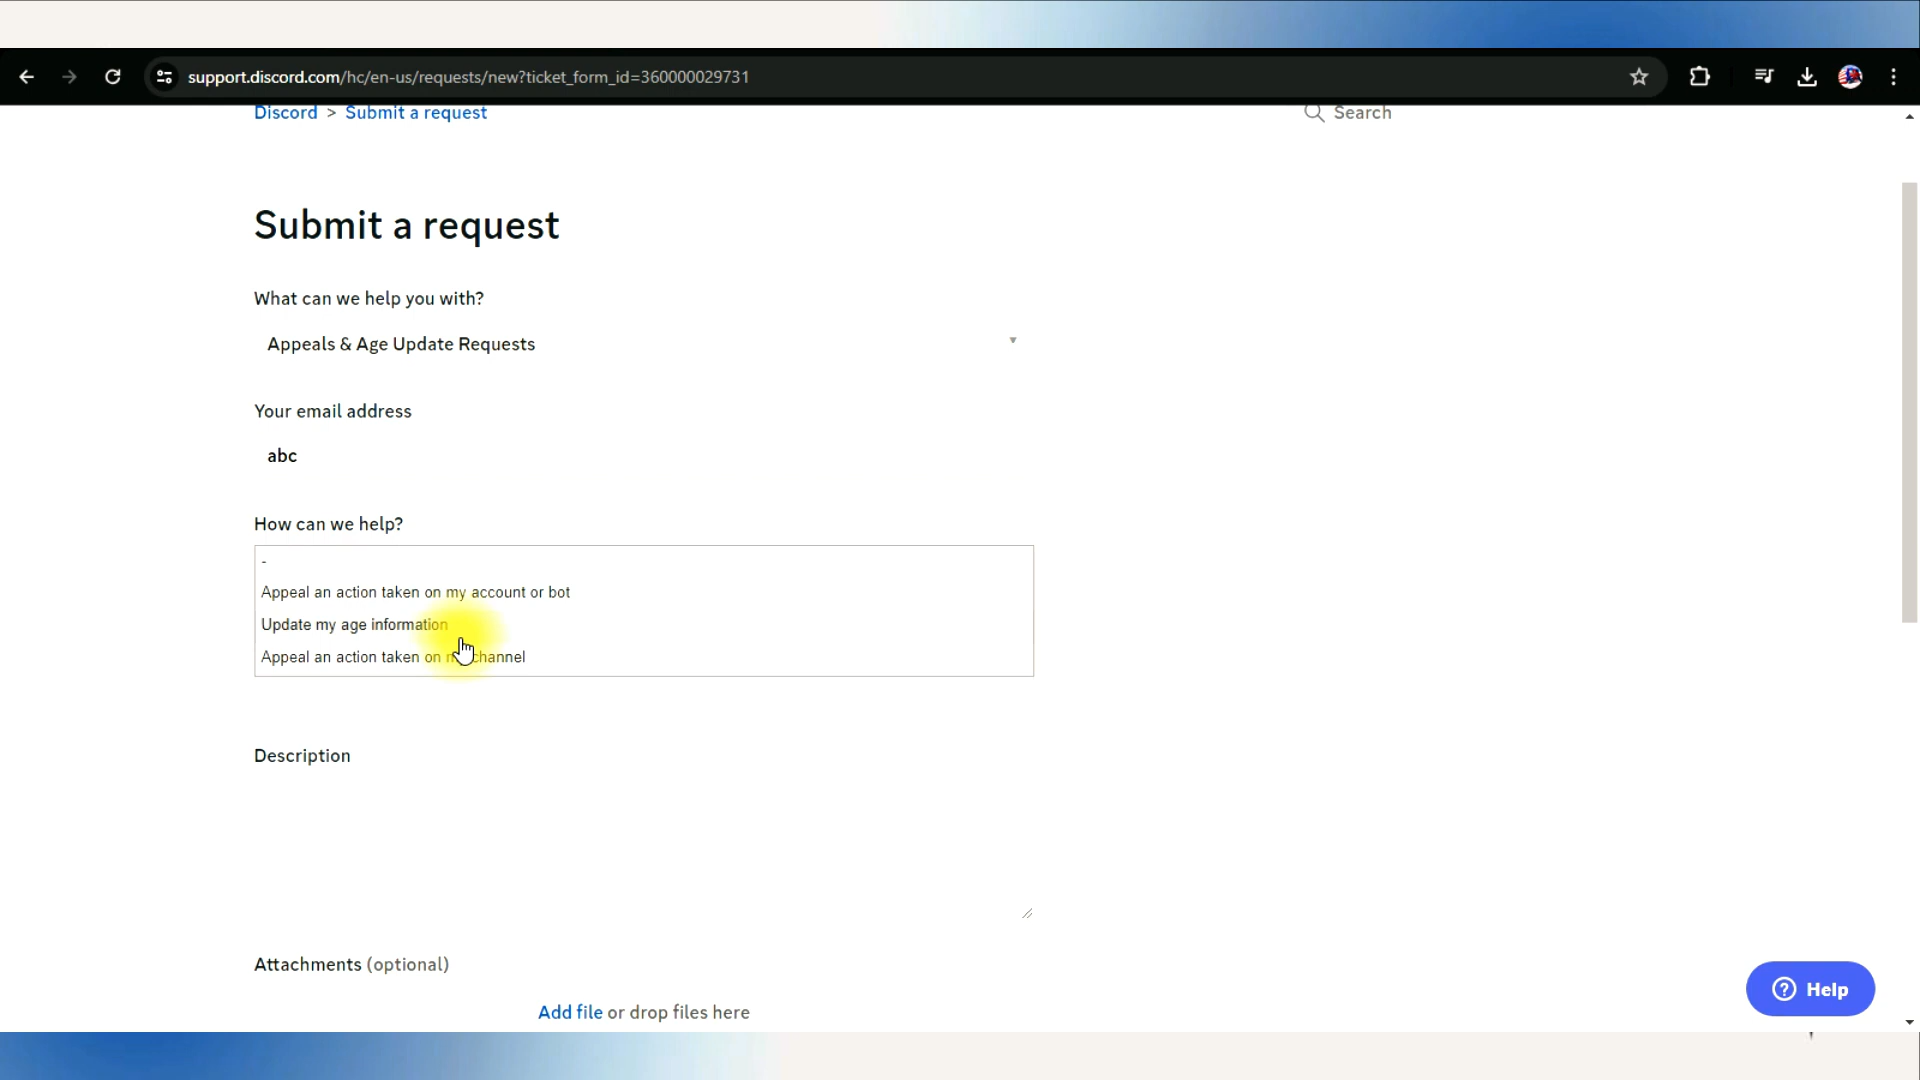 support.discord.com/hc/en-us/requests/new?ticket_form_id=360000029731
Discord > Submit a request
Search
Submit a request
What can we help you with?
Appeals & Age Update Requests
Your email address
abc
How can we help?
-
Appeal an action taken on my account or bot
Update my age information
Appeal an action taken on my channel
Description
Attachments (optional)
Add file or drop files here
Help